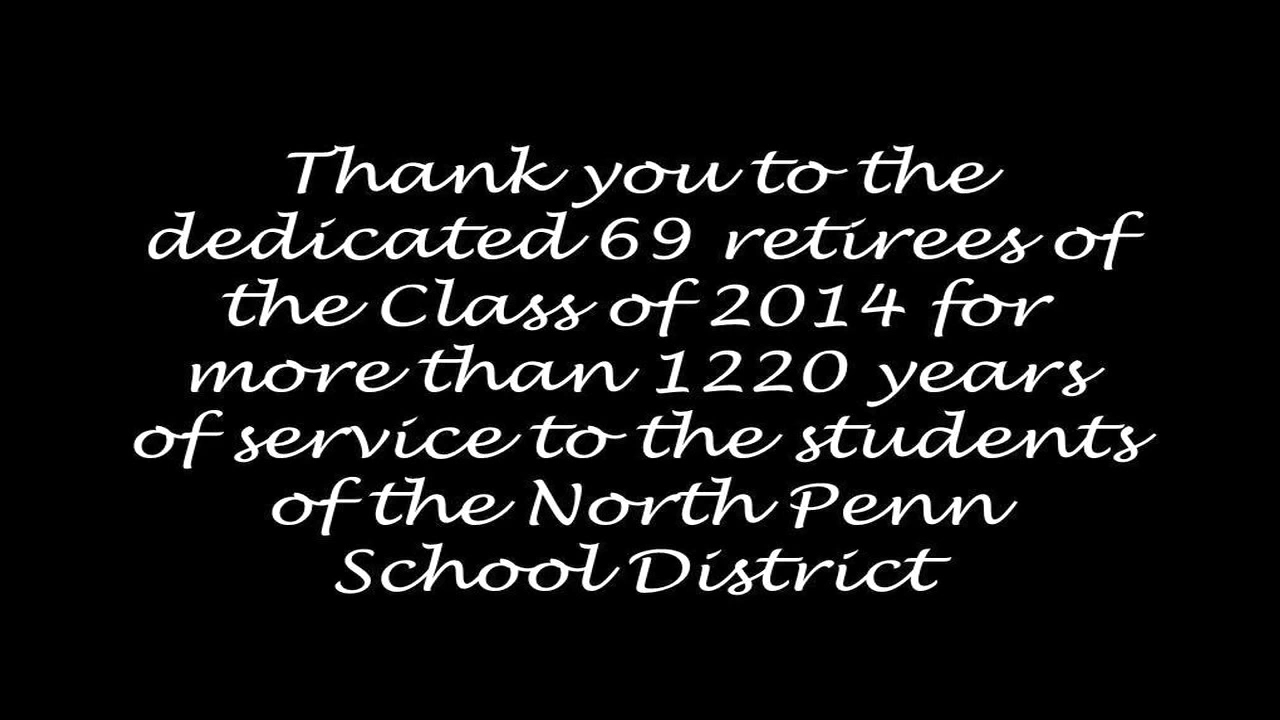 Thank you to the
dedicated 69 retirees of
the Class of 2014 for
more than 1220 years
of service to the students
of the North Penn
School District